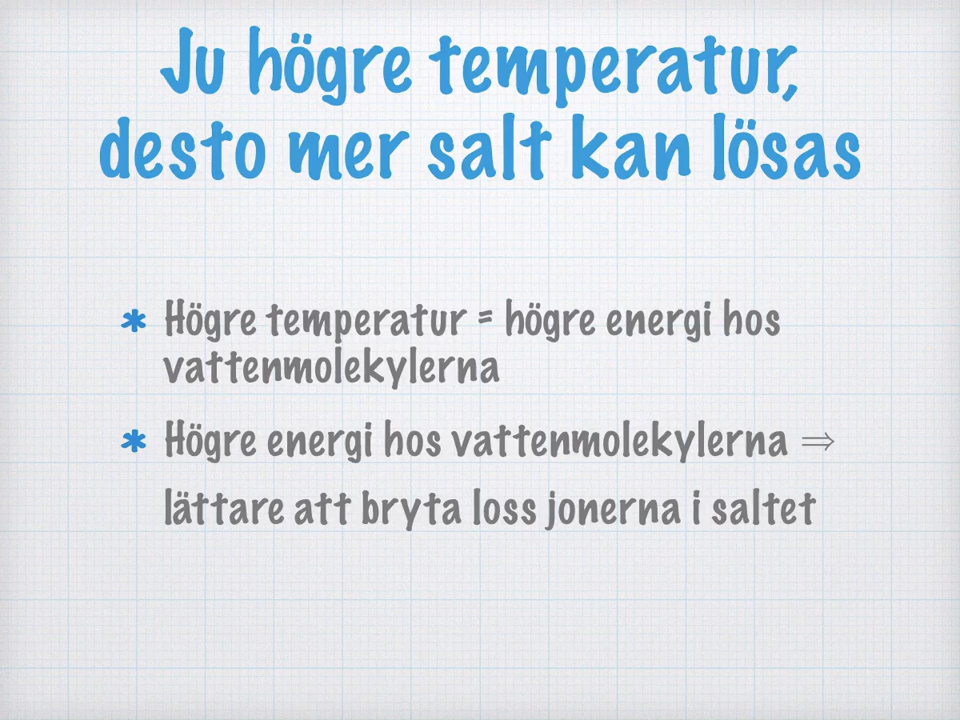 Ju högre temperatur,
desto mer salt kan lösas
* Högre temperatur = högre energi hos
vattenmolekylerna
* Högre energi hos vattenmolekylerna ⇒
lättare att bryta loss jonerna i saltet